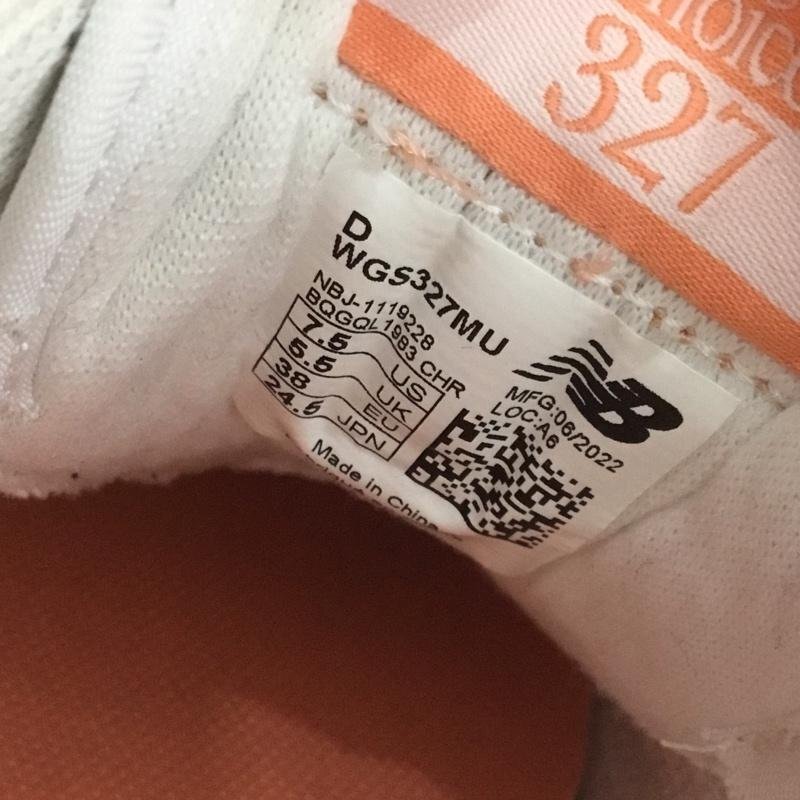 327
D
WGS327MU
NBJ-1119228
BQGQL1983 CHR
7.5 US
5.5 UK
38 EU
24.5 JPN
NB
MFG:06/2022
LOC:A6
Made in China